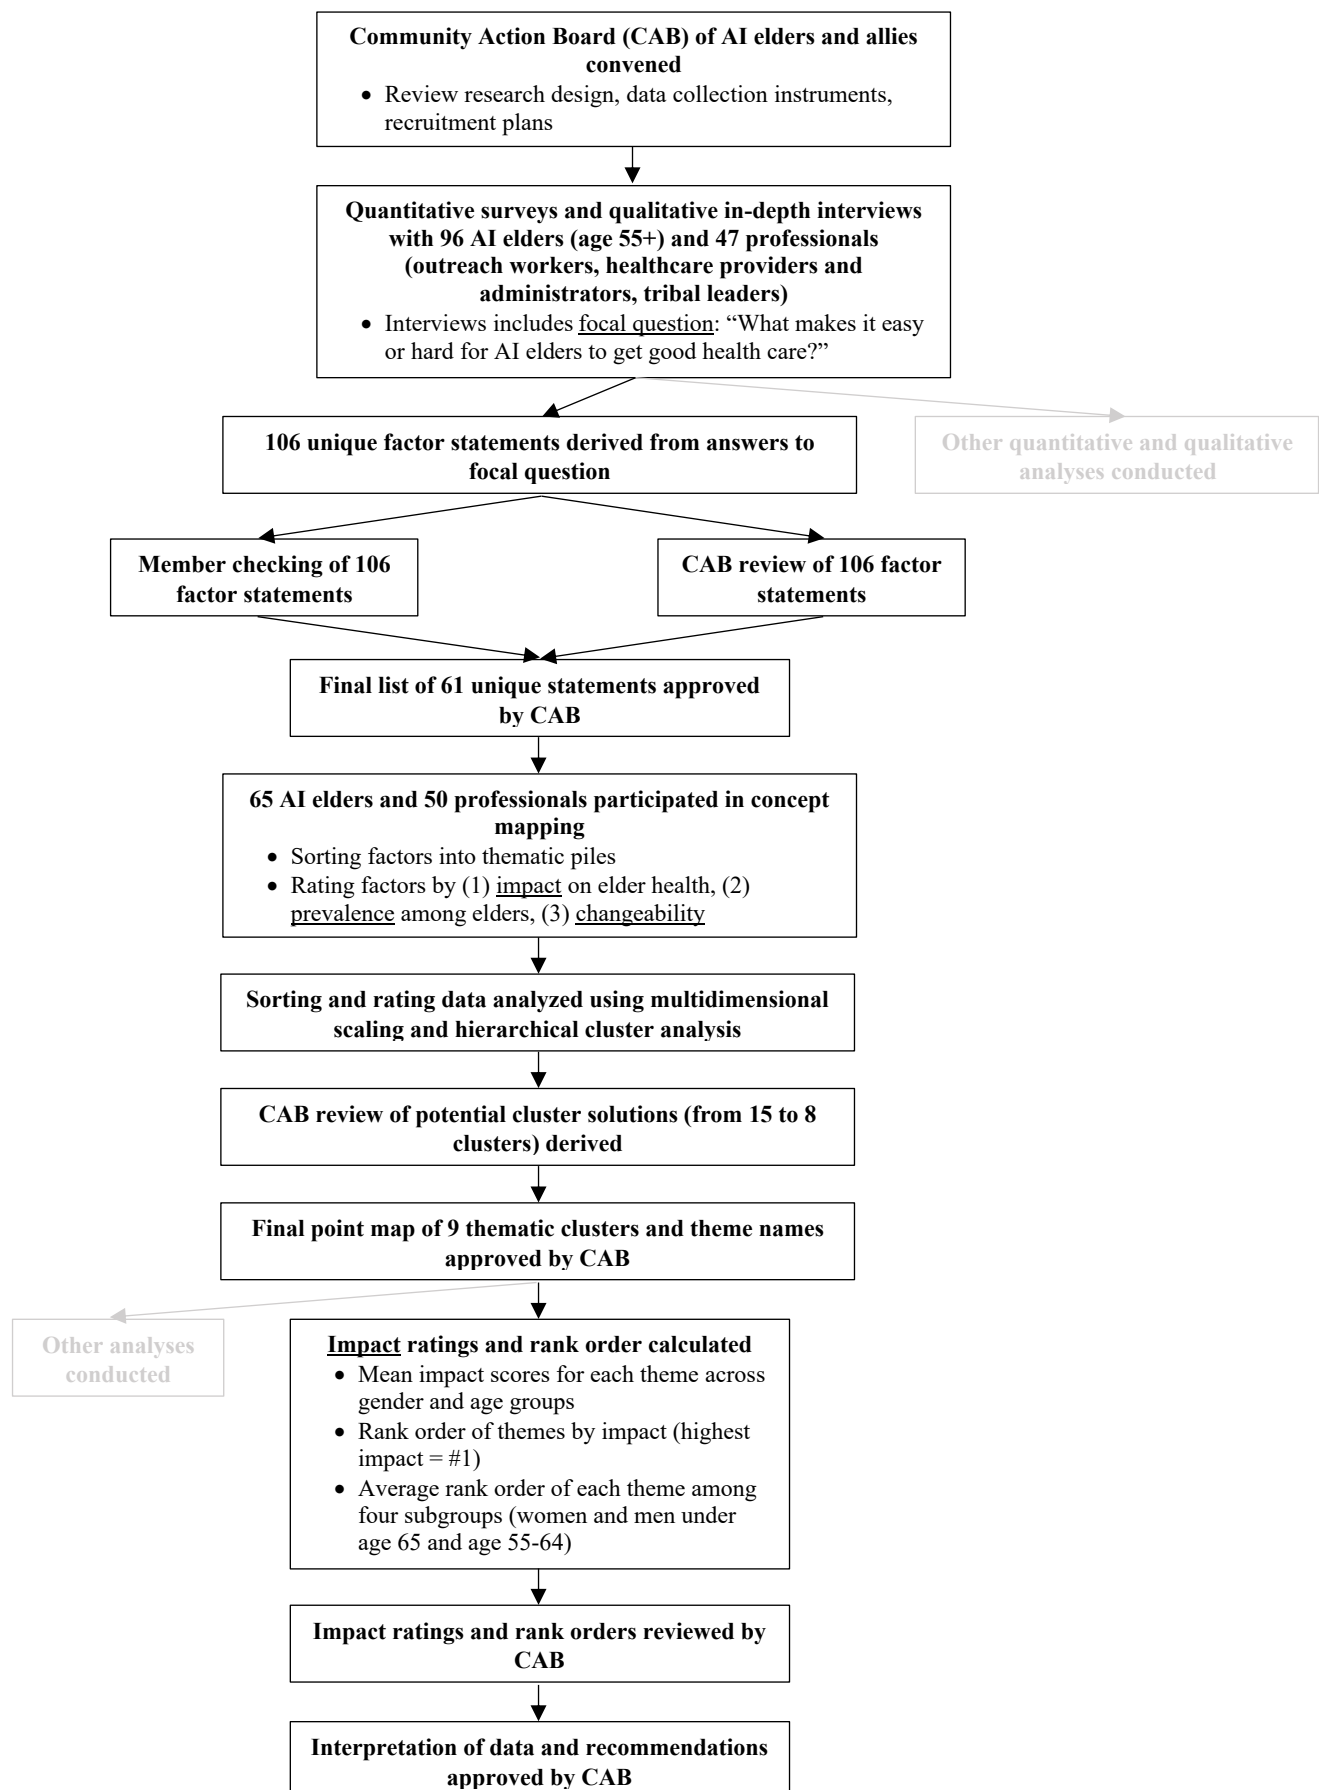 Community Action Board (CAB) of AI elders and allies
convened
• Review research design, data collection instruments,
recruitment plans
Quantitative surveys and qualitative in-depth interviews
with 96 AI elders (age 55+) and 47 professionals
(outreach workers, healthcare providers and
administrators, tribal leaders)
• Interviews includes focal question: “What makes it easy
or hard for AI elders to get good health care?”
106 unique factor statements derived from answers to
focal question
Other quantitative and qualitative
analyses conducted
Member checking of 106
factor statements
CAB review of 106 factor
statements
Final list of 61 unique statements approved
by CAB
65 AI elders and 50 professionals participated in concept
mapping
• Sorting factors into thematic piles
• Rating factors by (1) impact on elder health, (2)
prevalence among elders, (3) changeability
Sorting and rating data analyzed using multidimensional
scaling and hierarchical cluster analysis
CAB review of potential cluster solutions (from 15 to 8
clusters) derived
Final point map of 9 thematic clusters and theme names
approved by CAB
Other analyses
conducted
Impact ratings and rank order calculated
• Mean impact scores for each theme across
gender and age groups
• Rank order of themes by impact (highest
impact = #1)
• Average rank order of each theme among
four subgroups (women and men under
age 65 and age 55-64)
Impact ratings and rank orders reviewed by
CAB
Interpretation of data and recommendations
approved by CAB